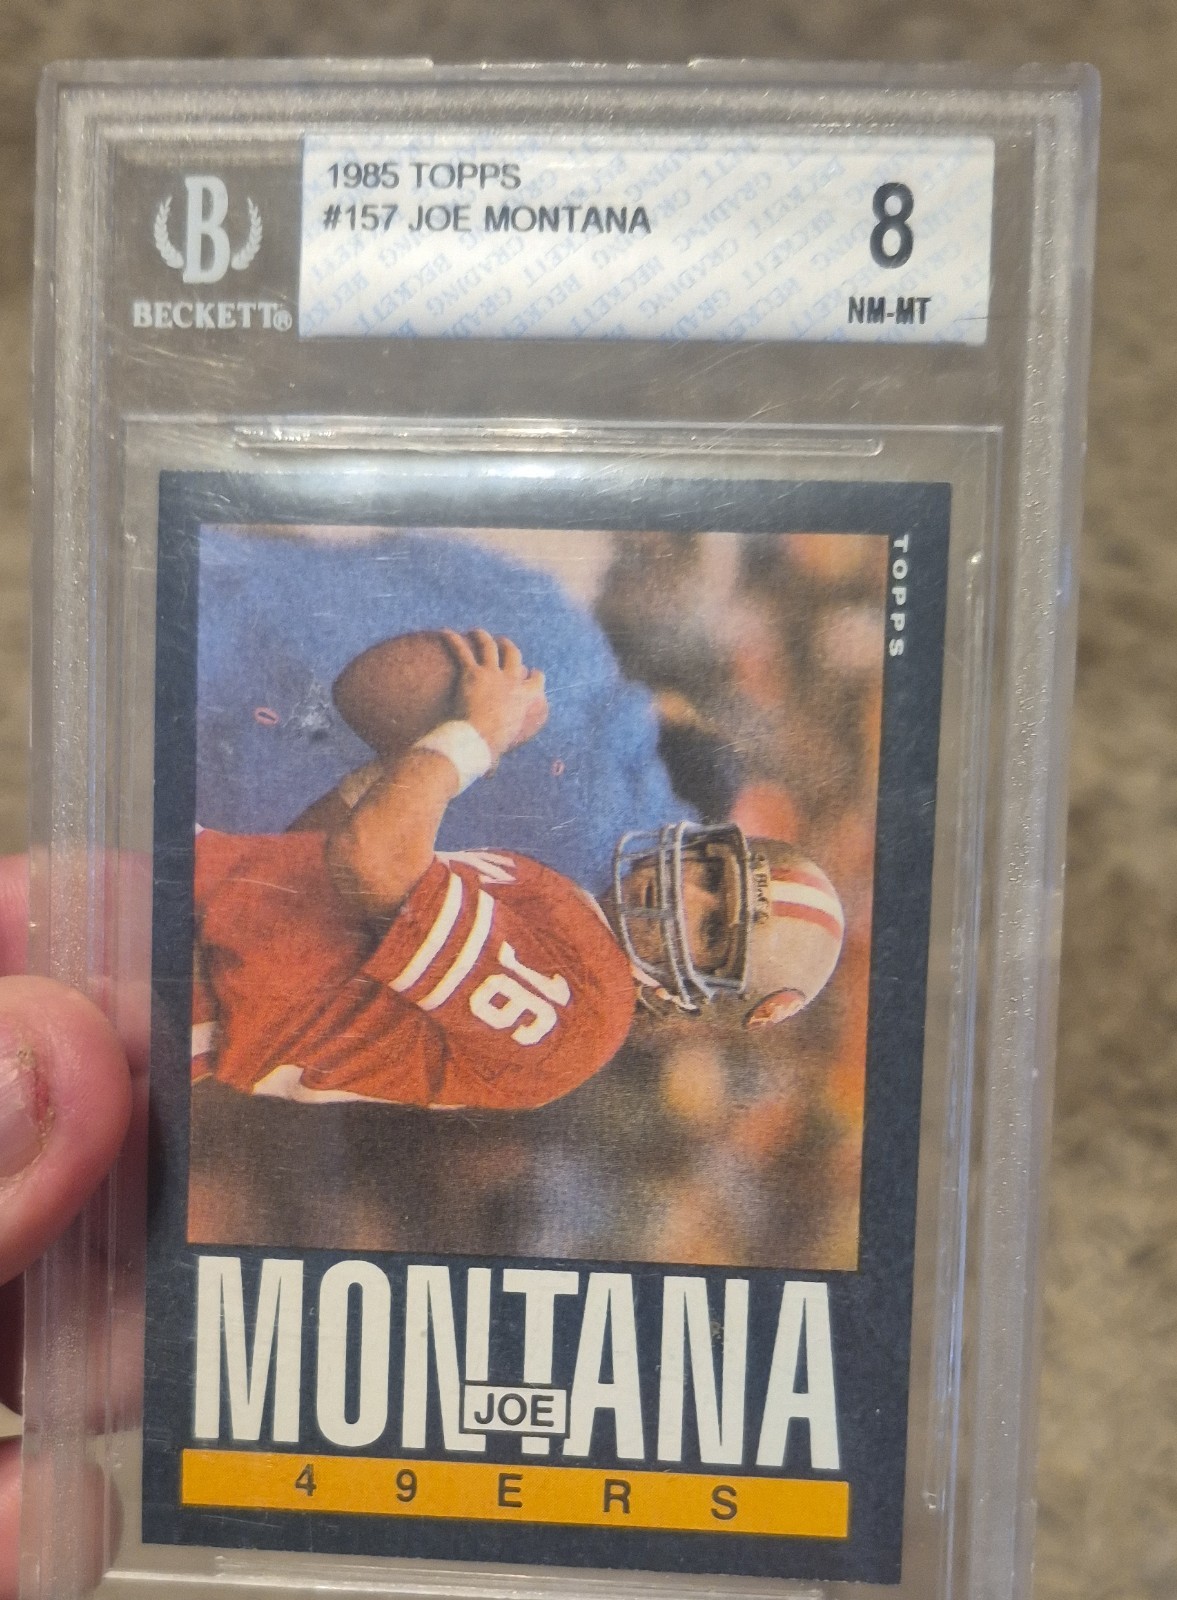 1985 TOPPS
#157 JOE MONTANA
8
NM-MT
B
BECKETT®
TOPPS
16
MONTANA
JOE
49ERS